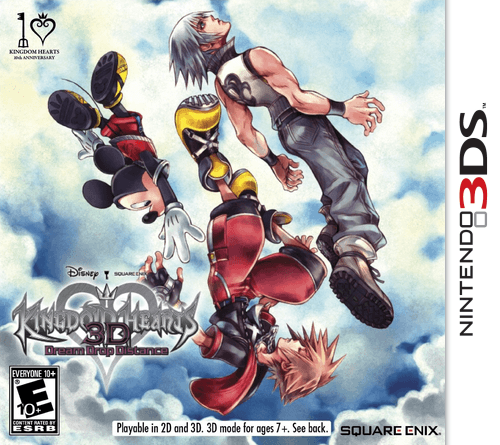 10
KINGDOM HEARTS
10th ANNIVERSARY
Disney
SQUARE ENIX
KINGDOM HEARTS
3D
Dream Drop Distance
EVERYONE 10+
E
10+
CONTENT RATED BY
ESRB
Playable in 2D and 3D. 3D mode for ages 7+. See back.
SQUARE ENIX.
NINTENDO 3DS™